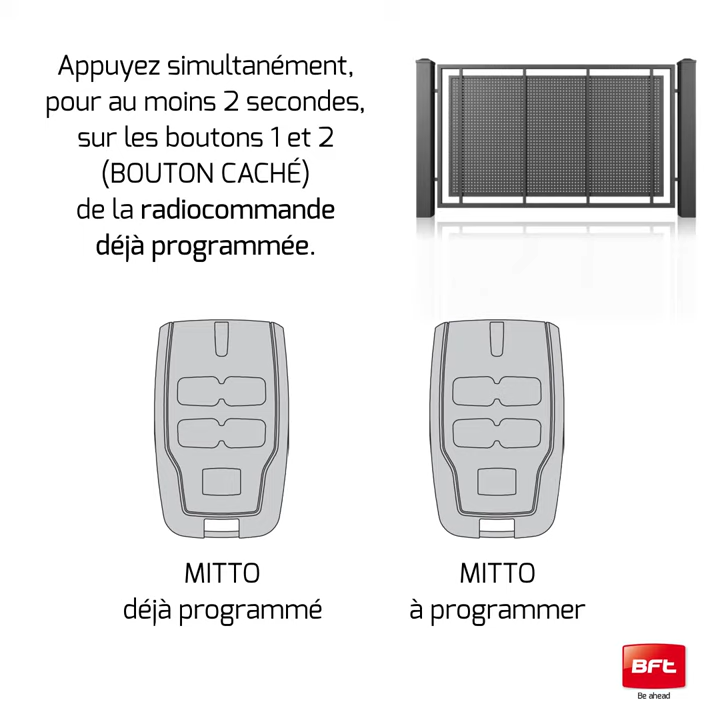 Appuyez simultanément,
pour au moins 2 secondes,
sur les boutons 1 et 2
(BOUTON CACHÉ)
de la radiocommande
déjà programmée.
MITTO
déjà programmé
MITTO
à programmer
BFT
Be ahead